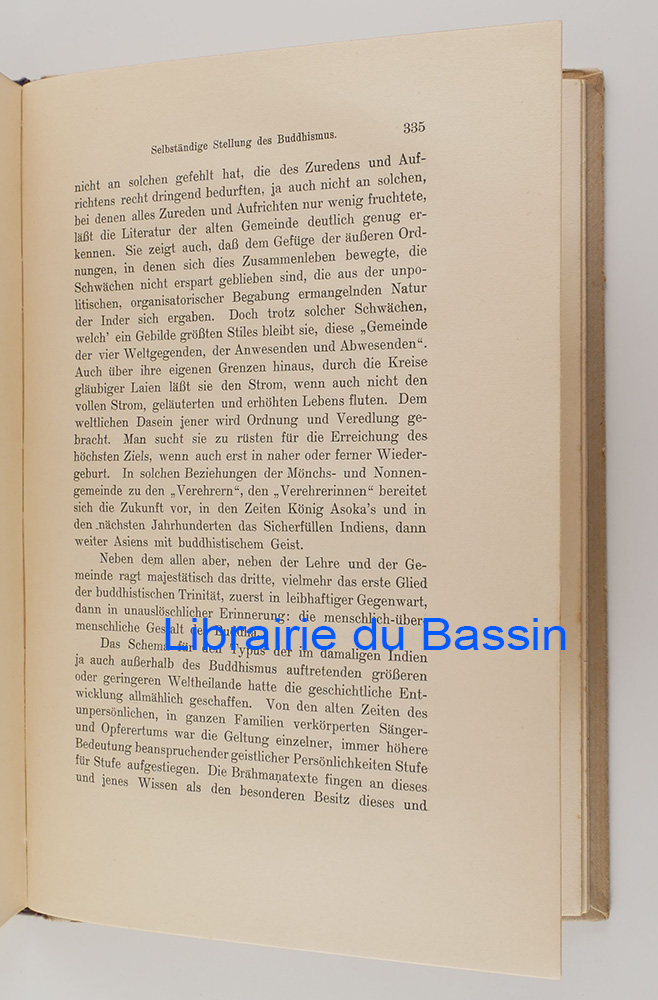 Selbständige Stellung des Buddhismus. 335
nicht an solchen gefehlt hat, die des Zuredens und Auf-
richtens recht dringend bedurften, ja auch nicht an solchen,
bei denen alles Zureden und Aufrichten nur wenig fruchtete,
läßt die Literatur der alten Gemeinde deutlich genug er-
kennen. Sie zeigt auch, daß dem Gefüge der äußeren Ord-
nungen, in denen sich dies Zusammenleben bewegte, die
Schwächen nicht erspart geblieben sind, die aus der unpo-
litischen, organisatorischer Begabung ermangelnden Natur
der Inder sich ergaben. Doch trotz solcher Schwächen,
welch' ein Gebilde größten Stiles bleibt sie, diese „Gemeinde
der vier Weltgegenden, der Anwesenden und Abwesenden“.
Auch über ihre eigenen Grenzen hinaus, durch die Kreise
gläubiger Laien läßt sie den Strom, wenn auch nicht den
vollen Strom, geläuterten und erhöhten Lebens fluten. Dem
weltlichen Dasein jener wird Ordnung und Veredlung ge-
bracht. Man sucht sie zu rüsten für die Erreichung des
höchsten Ziels, wenn auch erst in naher oder ferner Wieder-
geburt. In solchen Beziehungen der Mönchs- und Nonnen-
gemeinde zu den „Verehrern“, den „Verehrerinnen“ bereitet
sich die Zukunft vor, in den Zeiten König Asoka's und in
den nächsten Jahrhunderten das Sicherfüllen Indiens, dann
weiter Asiens mit buddhistischem Geist.
Neben dem allen aber, neben der Lehre und der Ge-
meinde ragt majestätisch das dritte, vielmehr das erste Glied
der buddhistischen Trinität, zuerst in leibhaftiger Gegenwart,
dann in unauslöschlicher Erinnerung: die menschlich-über-
menschliche Gestalt des Buddha.
Librairie du Bassin
Das Schema für den Typus der im damaligen Indien
ja auch außerhalb des Buddhismus auftretenden größeren
oder geringeren Weltheilande hatte die geschichtliche Ent-
wicklung allmählich geschaffen. Von den alten Zeiten des
unpersönlichen, in ganzen Familien verkörperten Sänger-
und Opferertums war die Geltung einzelner, immer höhere
Bedeutung beanspruchender geistlicher Persönlichkeiten Stufe
für Stufe aufgestiegen. Die Brāhmaṇatexte fingen an dieses
und jenes Wissen als den besonderen Besitz dieses und